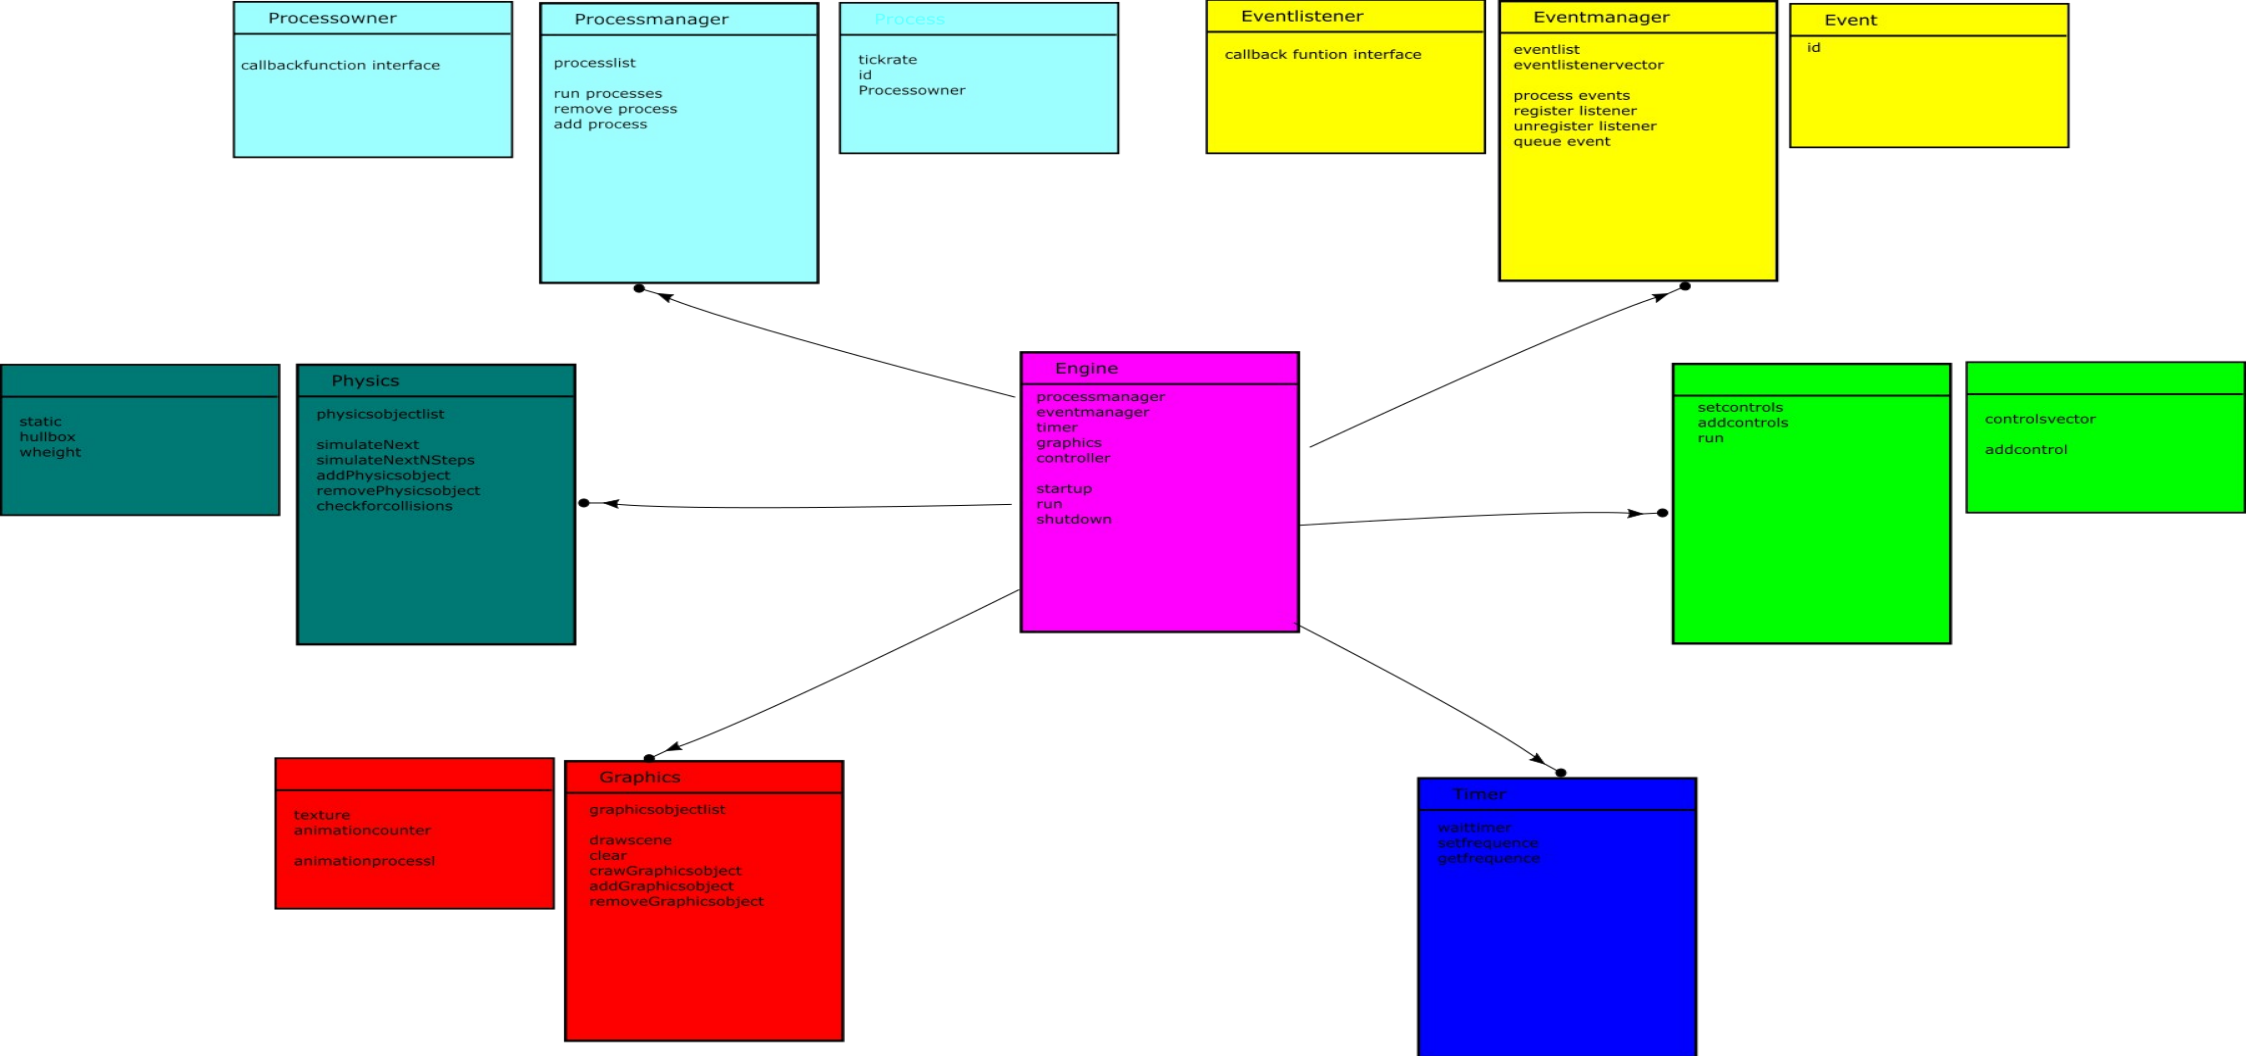 Processowner
callbackfunction interface
Processmanager
processlist
run processes
remove process
add process
Process
tickrate
id
Processowner
Eventlistener
callback funtion interface
Eventmanager
eventlist
eventlistenervector
process events
register listener
unregister listener
queue event
Event
id
static
hullbox
wheight
Physics
physicsobjectlist
simulateNext
simulateNextNSteps
addPhysicsobject
removePhysicsobject
checkforcollisions
Engine
processmanager
eventmanager
timer
graphics
controller
startup
run
shutdown
setcontrols
addcontrols
run
controlsvector
addcontrol
texture
animationcounter
animationprocessl
Graphics
graphicsobjectlist
drawscene
clear
crawGraphicsobject
addGraphicsobject
removeGraphicsobject
Timer
waittimer
setfrequence
getfrequence